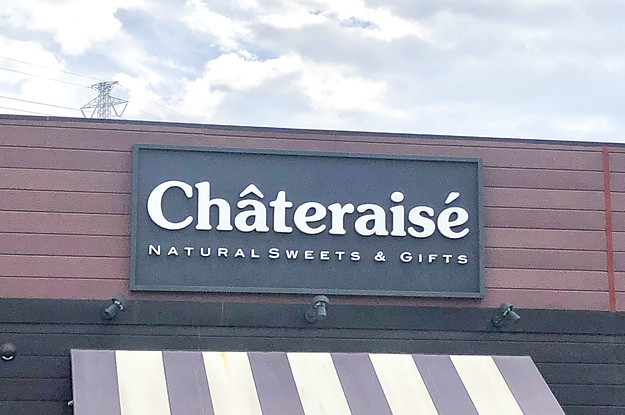 Châteraisé
NATURAL SWEETS & GIFTS